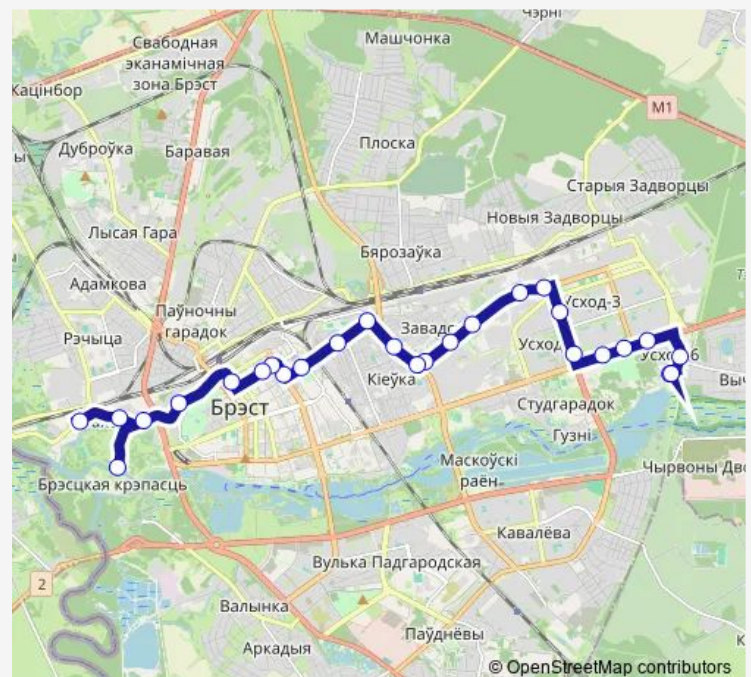 Чэрні
Машчонка
Свабодная
эканамічная
зона Брэст
Кацінбор
М1
Плоска
Дуброўка
Баравая
Старыя Задворцы
Новыя Задворцы
Лысая Гара
Бярозаўка
Адамкова
Паўночны
гарадок
Усход-3
Рэчыца
Завадс
Усход
Усход-6
Кіеўка
Выч
Брэст
Студгарадок
Гузні
Маскоўскі
раён
Чырвоны Дво
Брэсцкая крэпасць
Кавалёва
2
Вулька Падгародская
Валынка
Паўднёвы
Аркадыя
© OpenStreetMap contributors